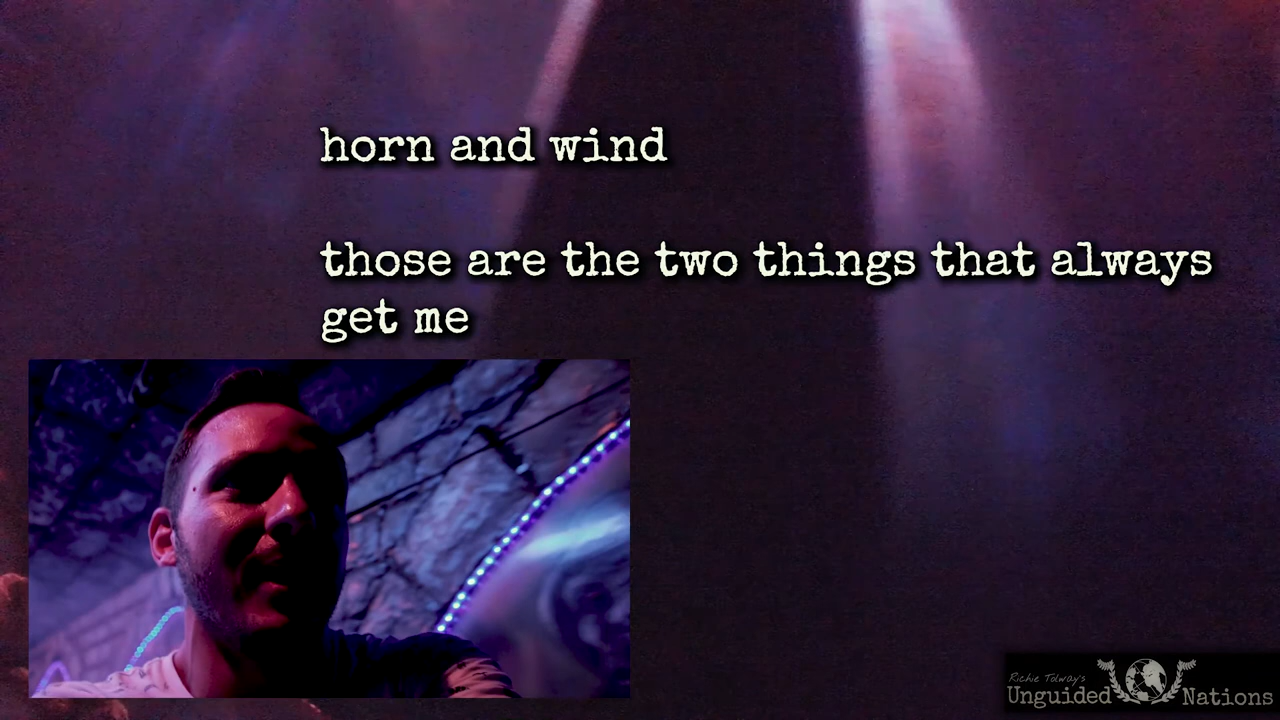 horn and wind
those are the two things that always
get me
Richie Tolway's
Unguided Nations